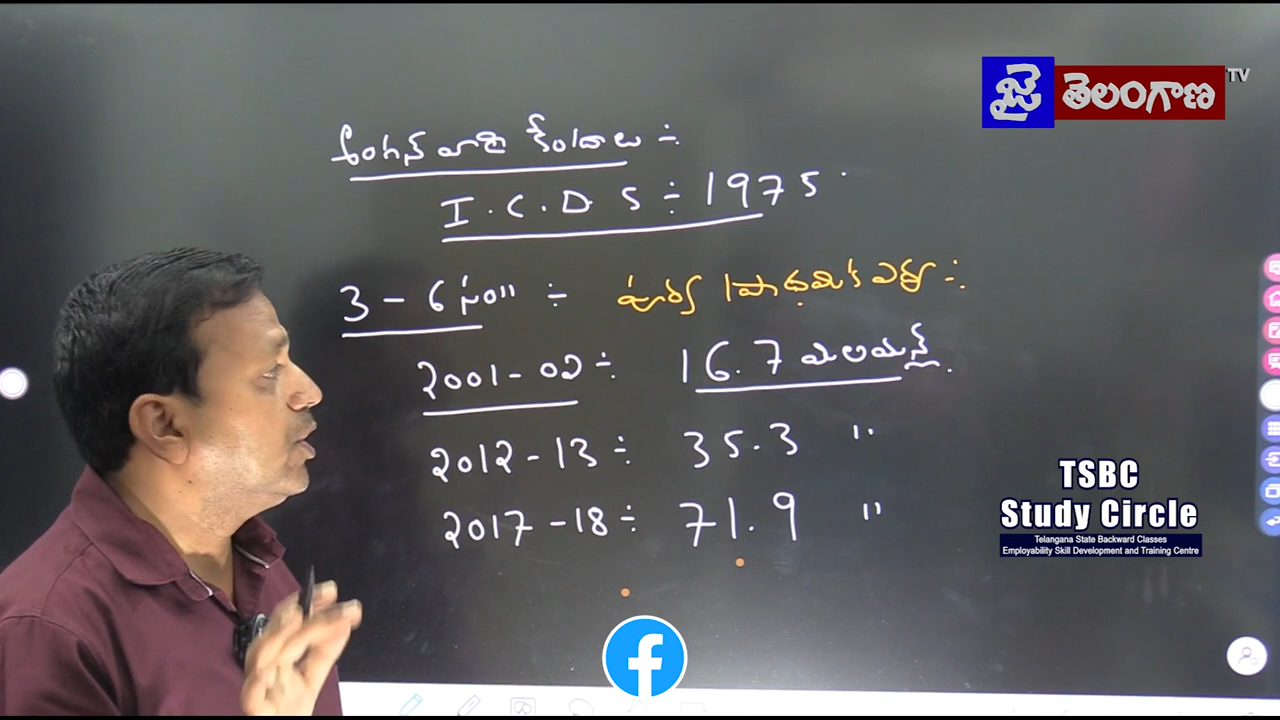 జై తెలంగాణ TV
అంగన్ వాడి కేంద్రాలు ÷
I.C.D S ÷ 1975
3 - 6 సం" ÷ పూర్వ ప్రాథమిక విద్య ÷
2001-02 ÷ 16.7 మిలియన్స్
2012-13 ÷ 35.3 "
2017-18 ÷ 71.9 "
TSBC
Study Circle
Telangana State Backward Classes
Employability Skill Development and Training Centre